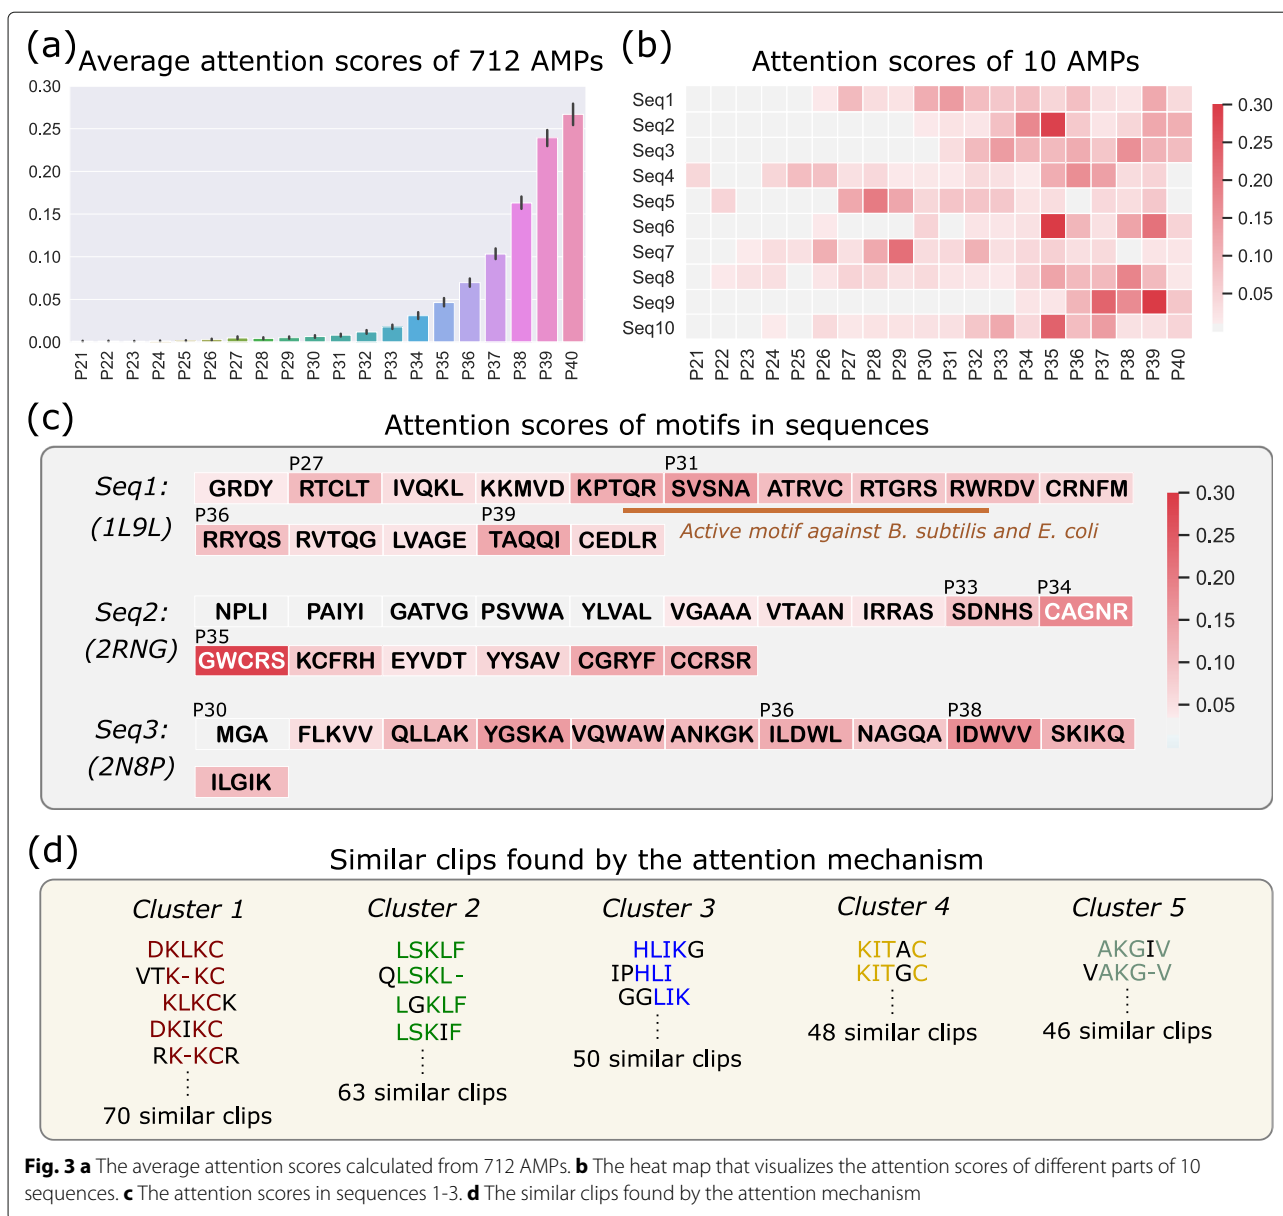 (a)
Average attention scores of 712 AMPs
0.30
0.25
0.20
0.15
0.10
0.05
0.00
P21 P22 P23 P24 P25 P26 P27 P28 P29 P30 P31 P32 P33 P34 P35 P36 P37 P38 P39 P40
(b)
Attention scores of 10 AMPs
Seq1
Seq2
Seq3
Seq4
Seq5
Seq6
Seq7
Seq8
Seq9
Seq10
P21 P22 P23 P24 P25 P26 P27 P28 P29 P30 P31 P32 P33 P34 P35 P36 P37 P38 P39 P40
0.30
0.25
0.20
0.15
0.10
0.05
(c)
Attention scores of motifs in sequences
P27 P31
Seq1: GRDY RTCLT IVQKL KKMVD KPTQR SVSNA ATRVC RTGRS RWRDV CRNFM
(1L9L)
P36 P39
RRYQS RVTQG LVAGE TAQQI CEDLR
Active motif against B. subtilis and E. coli
P33 P34
Seq2: NPLI PAIYI GATVG PSVWA YLVAL VGAAA VTAAN IRRAS SDNHS CAGNR
(2RNG)
P35
GWCRS KCFRH EYVDT YYSAV CGRYF CCRSR
P30 P36 P38
Seq3: MGA FLKVV QLLAK YGSKA VQWAW ANKGK ILDWL NAGQA IDWVV SKIKQ
(2N8P)
ILGIK
0.30
0.25
0.20
0.15
0.10
0.05
(d)
Similar clips found by the attention mechanism
Cluster 1
DKLKC
VTK-KC
KLKCK
DKIKC
RK-KCR
70 similar clips
Cluster 2
LSKLF
QLSKL-
LGKLF
LSKIF
63 similar clips
Cluster 3
HLIKG
IPHLI
GGLIK
50 similar clips
Cluster 4
KITAC
KITGC
48 similar clips
Cluster 5
AKGIV
VAKG-V
46 similar clips
Fig. 3 a The average attention scores calculated from 712 AMPs. b The heat map that visualizes the attention scores of different parts of 10
sequences. c The attention scores in sequences 1-3. d The similar clips found by the attention mechanism